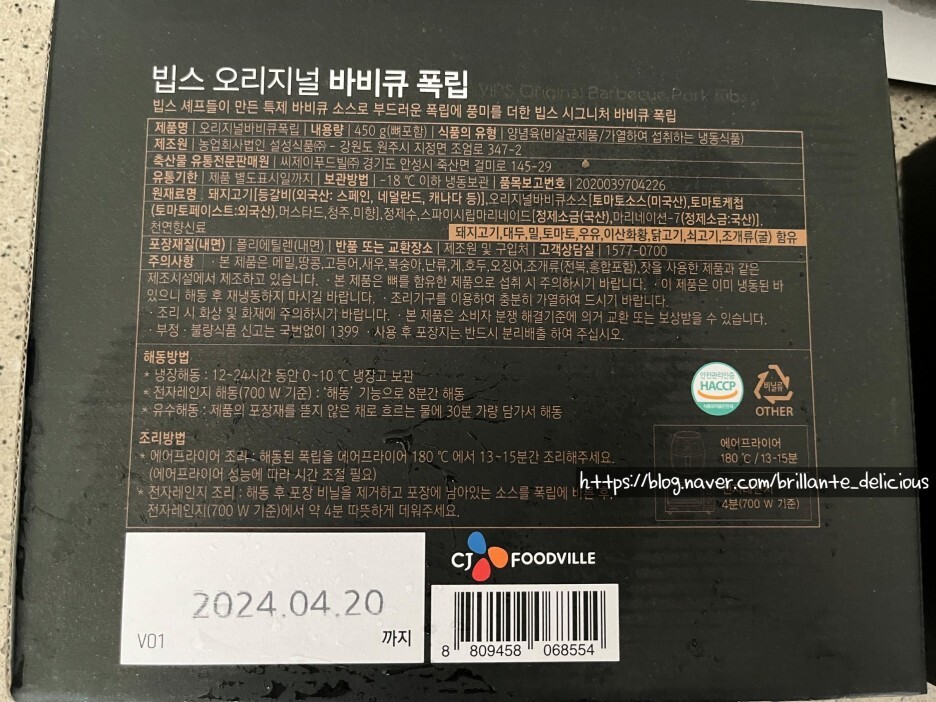 빕스 오리지널 바비큐 폭립 VIPS Original Barbecue Pork Ribs
빕스 셰프들이 만든 특제 바비큐 소스로 부드러운 폭립에 풍미를 더한 빕스 시그니처 바비큐 폭립
제품명 | 오리지널바비큐폭립 | 내용량 | 450 g(뼈포함) | 식품의 유형 | 양념육(비살균제품/가열하여 섭취하는 냉동식품)
제조원 | 농업회사법인 설성식품㈜ - 강원도 원주시 지정면 조엄로 347-2
축산물 유통전문판매원 | 씨제이푸드빌㈜ 경기도 안성시 죽산면 걸미로 145-29
유통기한 | 제품 별도표시일까지 | 보관방법 | -18 ℃ 이하 냉동보관 | 품목보고번호 | 2020039704226
원재료명 | 돼지고기[등갈비(외국산: 스페인, 네덜란드, 캐나다 등)],오리지널바비큐소스[토마토소스(미국산),토마토케첩
(토마토페이스트:외국산),머스타드,청주,미향],정제수,스파이시립마리네이드[정제소금(국산),마리네이션-7(정제소금:국산)],
천연향신료 돼지고기,대두,밀,토마토,우유,이산화황,닭고기,쇠고기,조개류(굴) 함유
포장재질(내면) | 폴리에틸렌(내면) | 반품 또는 교환장소 | 제조원 및 구입처 | 고객상담실 | 1577-0700
주의사항 · 본 제품은 메밀,땅콩,고등어,새우,복숭아,난류,게,호두,오징어,조개류(전복,홍합포함),잣을 사용한 제품과 같은
제조시설에서 제조하고 있습니다. · 본 제품은 뼈를 함유한 제품으로 섭취 시 주의하시기 바랍니다. · 이 제품은 이미 냉동된 바
있으니 해동 후 재냉동하지 마시길 바랍니다. · 조리기구를 이용하여 충분히 가열하여 드시기 바랍니다.
· 조리 시 화상 및 화재에 주의하시기 바랍니다. · 본 제품은 소비자 분쟁 해결기준에 의거 교환 또는 보상받을 수 있습니다.
· 부정 · 불량식품 신고는 국번없이 1399 · 사용 후 포장지는 반드시 분리배출 하여 주십시오.
해동방법
* 냉장해동 : 12~24시간 동안 0~10 ℃ 냉장고 보관
* 전자레인지 해동(700 W 기준) : '해동' 기능으로 8분간 해동
* 유수해동 : 제품의 포장재를 뜯지 않은 채로 흐르는 물에 30분 가량 담가서 해동
안전관리인증
HACCP
비닐류
OTHER
조리방법
* 에어프라이어 조리 : 해동된 폭립을 에어프라이어 180 ℃ 에서 13~15분간 조리해주세요.
(에어프라이어 성능에 따라 시간 조절 필요)
* 전자레인지 조리 : 해동 후 포장 비닐을 제거하고 포장에 남아있는 소스를 폭립에 바른 후,
전자레인지(700 W 기준)에서 약 4분 따뜻하게 데워주세요.
에어프라이어
180 ℃ / 13-15분
전자레인지
4분(700 W 기준)
https://blog.naver.com/brillante_delicious
CJ FOODVILLE
2024.04.20
V01 까지
8 809458 068554